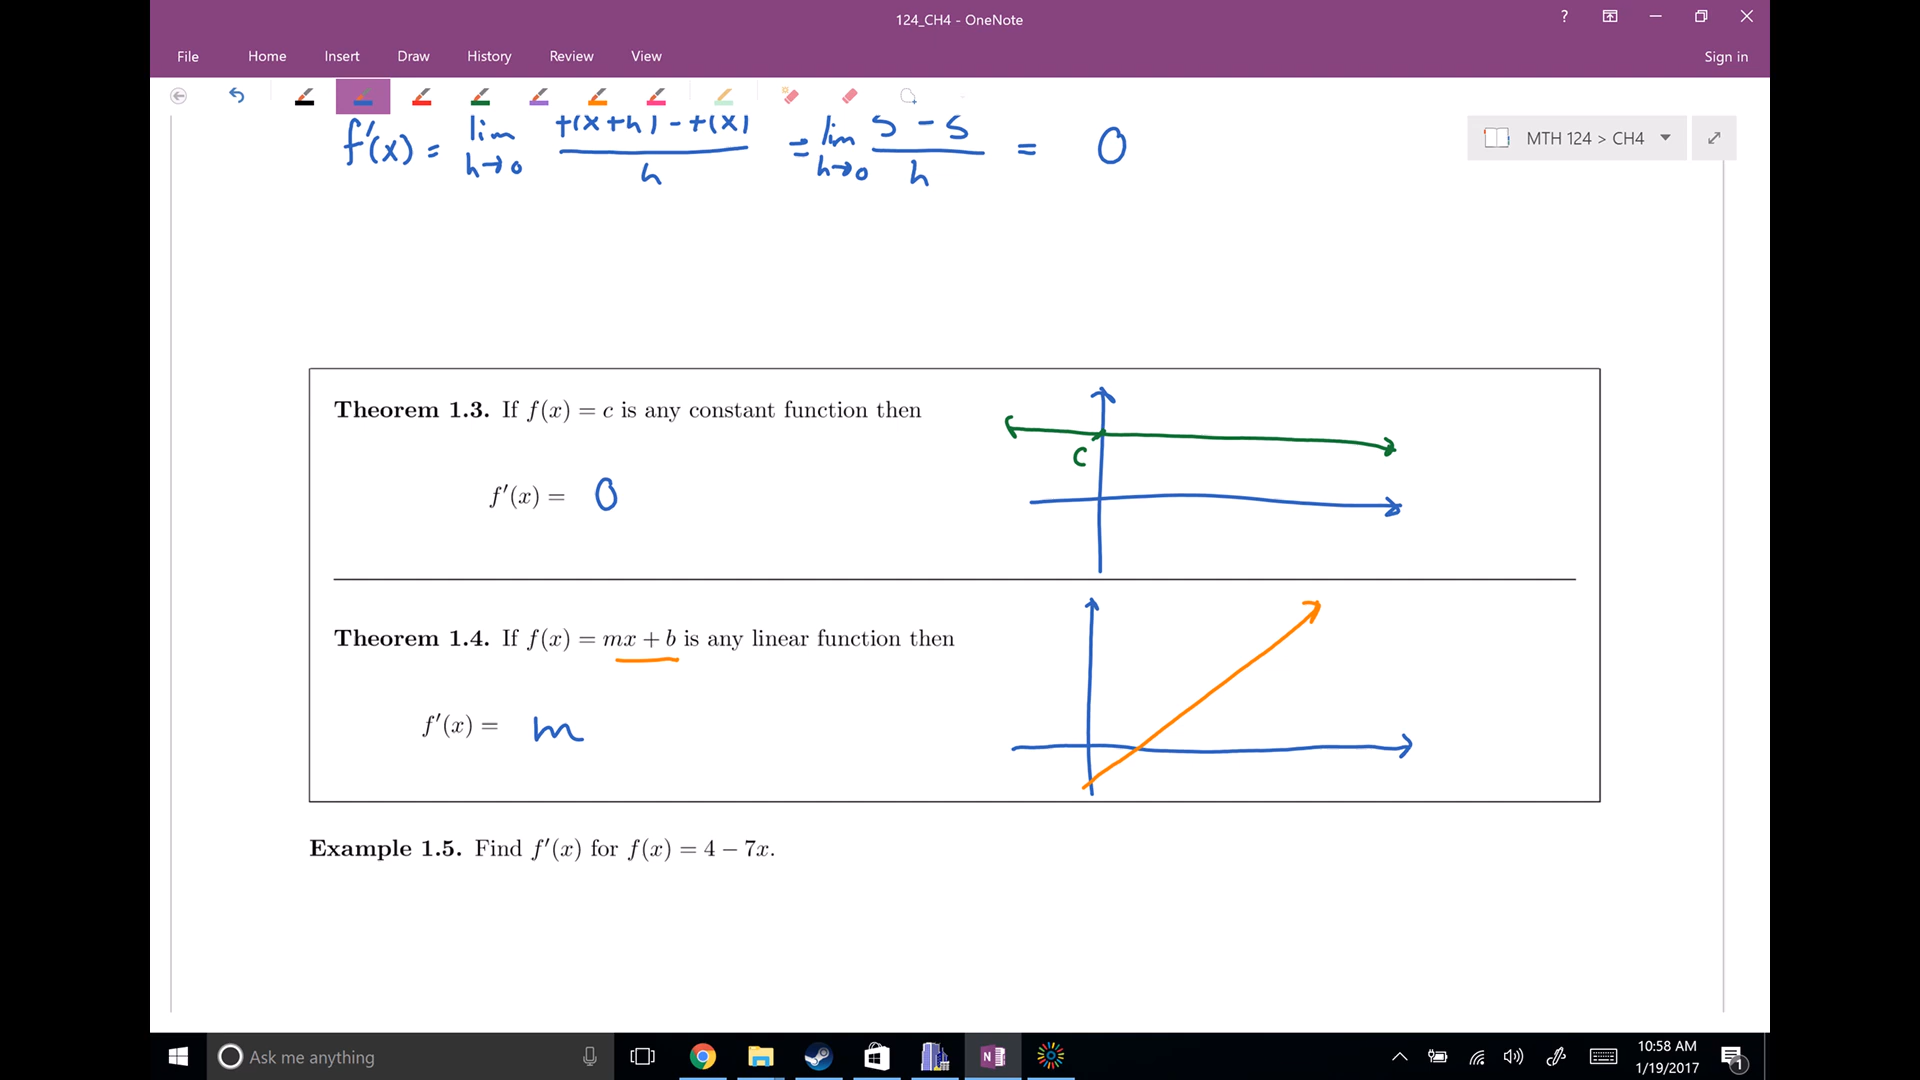 124_CH4 - OneNote
File Home Insert Draw History Review View Sign in
f'(x) = lim h→0 f(x+h) - f(x) / h = lim h→0 5 - 5 / h = 0
MTH 124 > CH4
Theorem 1.3. If f(x) = c is any constant function then
c
f'(x) = 0
Theorem 1.4. If f(x) = mx + b is any linear function then
f'(x) = m
Example 1.5. Find f'(x) for f(x) = 4 − 7x.
Ask me anything
10:58 AM
1/19/2017
1